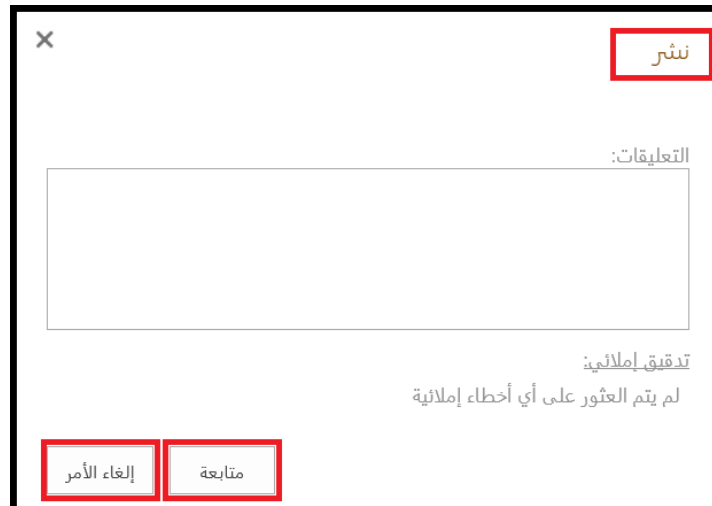 نشر
التعليقات:
تدقيق إملائي:
لم يتم العثور على أي أخطاء إملائية
متابعة
إلغاء الأمر